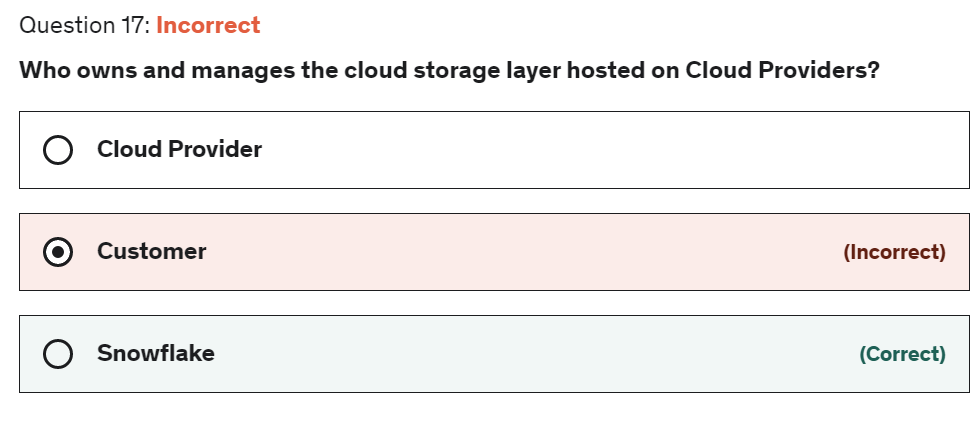 Question 17: Incorrect
Who owns and manages the cloud storage layer hosted on Cloud Providers?
Cloud Provider
Customer (Incorrect)
Snowflake (Correct)